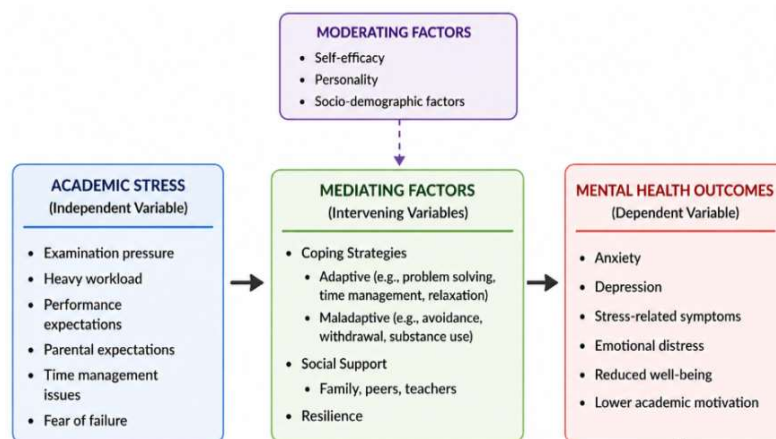 MODERATING FACTORS
• Self-efficacy
• Personality
• Socio-demographic factors
ACADEMIC STRESS
(Independent Variable)
• Examination pressure
• Heavy workload
• Performance
expectations
• Parental expectations
• Time management
issues
• Fear of failure
MEDIATING FACTORS
(Intervening Variables)
• Coping Strategies
• Adaptive (e.g., problem solving,
time management, relaxation)
• Maladaptive (e.g., avoidance,
withdrawal, substance use)
• Social Support
• Family, peers, teachers
• Resilience
MENTAL HEALTH OUTCOMES
(Dependent Variable)
• Anxiety
• Depression
• Stress-related symptoms
• Emotional distress
• Reduced well-being
• Lower academic motivation